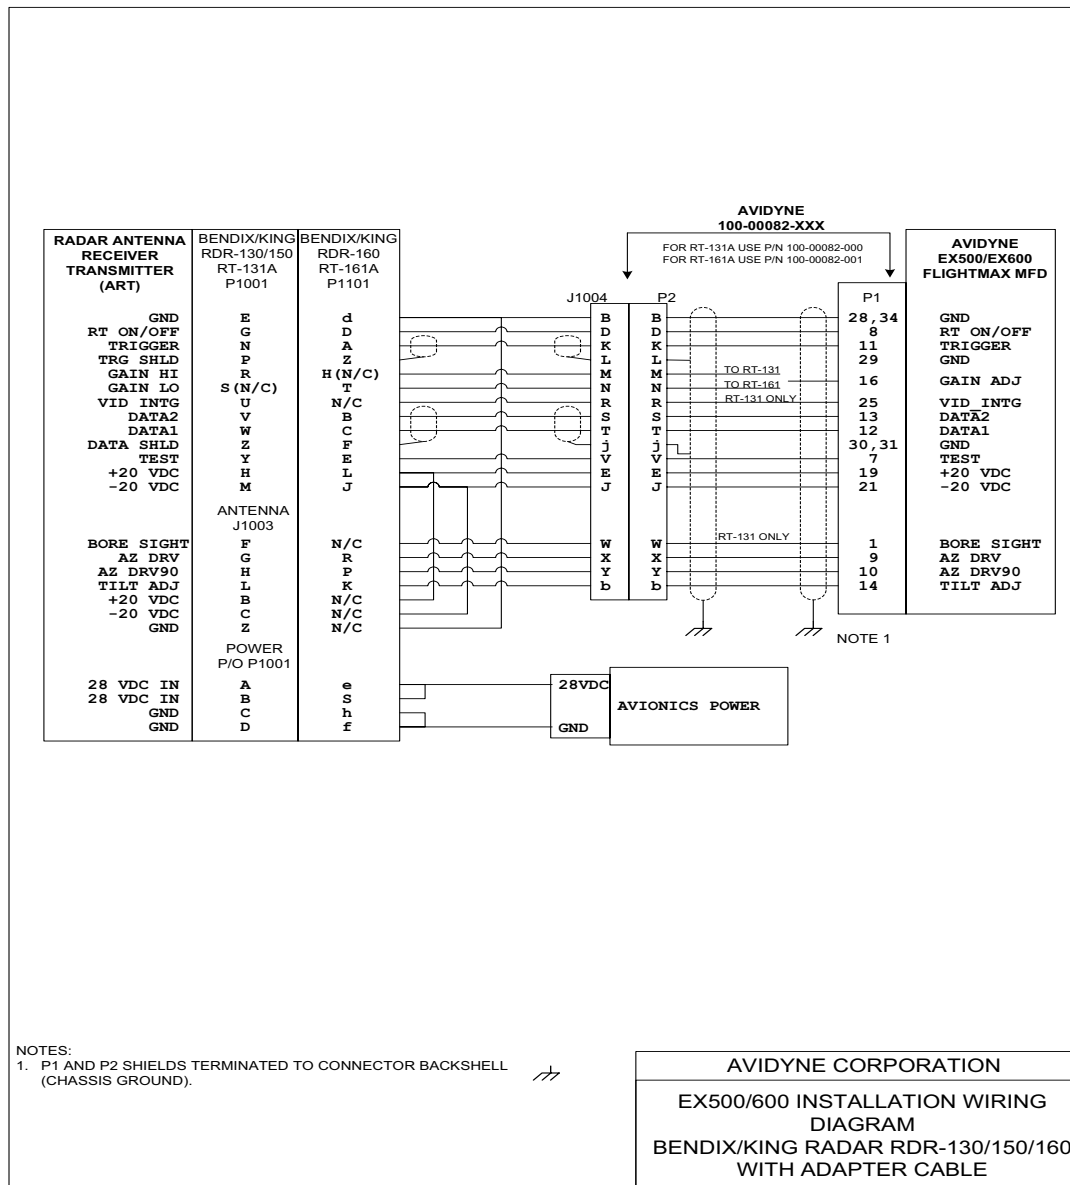 AVIDYNE
100-00082-XXX
FOR RT-131A USE P/N 100-00082-000
FOR RT-161A USE P/N 100-00082-001
RADAR ANTENNA RECEIVER TRANSMITTER (ART)
BENDIX/KING RDR-130/150 RT-131A P1001
BENDIX/KING RDR-160 RT-161A P1101
AVIDYNE EX500/EX600 FLIGHTMAX MFD
J1004 P2 P1
GND E d B B 28,34 GND
RT ON/OFF G D D D 8 RT ON/OFF
TRIGGER N A K K 11 TRIGGER
TRG SHLD P Z L L 29 GND
GAIN HI R H(N/C) M M TO RT-131
16 GAIN ADJ
GAIN LO S(N/C) T N N TO RT-161
VID INTG U N/C R R RT-131 ONLY 25 VID INTG
DATA2 V B S S 13 DATA2
DATA1 W C T T 12 DATA1
DATA SHLD Z F j j 30,31 GND
TEST Y E V V 7 TEST
+20 VDC H L E E 19 +20 VDC
-20 VDC M J J J 21 -20 VDC
ANTENNA
J1003
BORE SIGHT F N/C W W RT-131 ONLY 1 BORE SIGHT
AZ DRV G R X X 9 AZ DRV
AZ DRV90 H P Y Y 10 AZ DRV90
TILT ADJ L K b b 14 TILT ADJ
+20 VDC B N/C
-20 VDC C N/C
GND Z N/C
NOTE 1
POWER
P/O P1001
28 VDC IN A e 28VDC
28 VDC IN B S
AVIONICS POWER
GND C h
GND D f GND
NOTES:
1. P1 AND P2 SHIELDS TERMINATED TO CONNECTOR BACKSHELL
(CHASSIS GROUND).
AVIDYNE CORPORATION
EX500/600 INSTALLATION WIRING
DIAGRAM
BENDIX/KING RADAR RDR-130/150/160
WITH ADAPTER CABLE